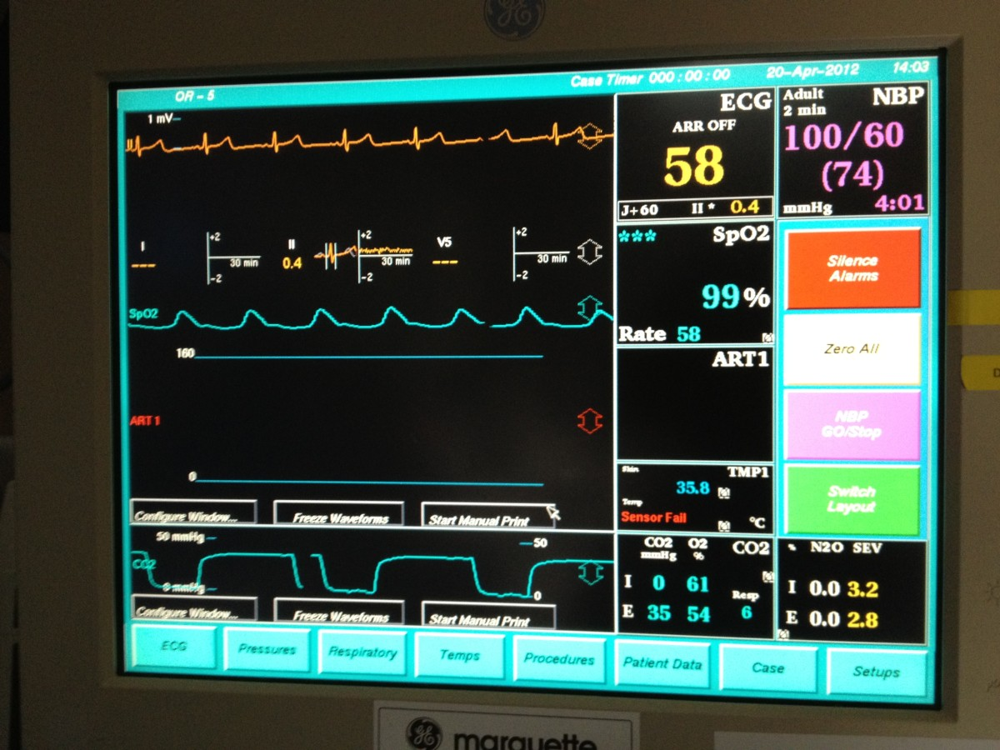 GE
OR - 5
Case Timer 000 : 00 : 00
20-Apr-2012
14:03
1 mV
ECG
ARR OFF
58
J+60 II * 0.4
Adult
2 min
NBP
100/60
(74)
mmHg 4:01
I
---
+2
30 min
-2
II
0.4
+2
30 min
-2
V5
---
+2
30 min
-2
SpO2
*** SpO2
99%
Rate 58
160
ART 1
0
ART1
Silence
Alarms
Zero All
NBP
GO/Stop
Switch
Layout
Skin
TMP1
35.8
Temp
Sensor Fail
°C
Configure Window...
Freeze Waveforms
Start Manual Print
50 mmHg
50
CO2
0 mmHg
0
Configure Window...
Freeze Waveforms
Start Manual Print
CO2 O2 CO2
mmHg %
I 0 61
Resp
E 35 54 6
% N2O SEV
I 0.0 3.2
E 0.0 2.8
ECG
Pressures
Respiratory
Temps
Procedures
Patient Data
Case
Setups
GE marquette